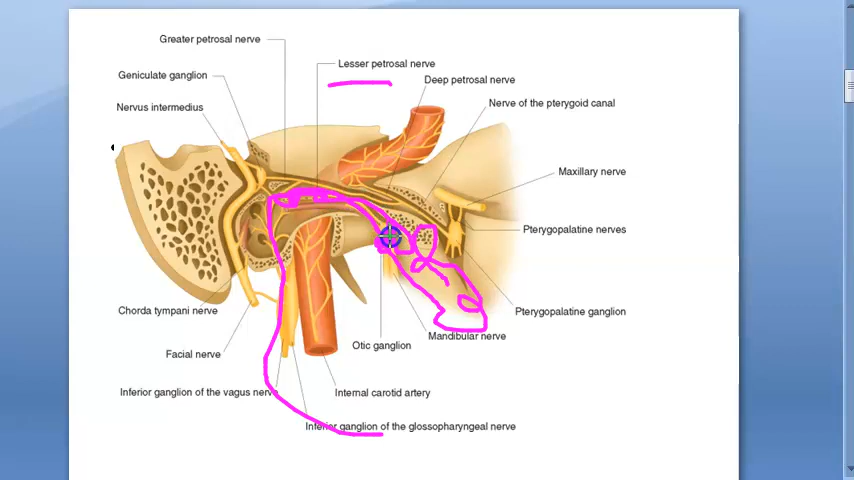 Greater petrosal nerve
Lesser petrosal nerve
Geniculate ganglion
Deep petrosal nerve
Nervus intermedius
Nerve of the pterygoid canal
Maxillary nerve
Pterygopalatine nerves
Chorda tympani nerve
Pterygopalatine ganglion
Mandibular nerve
Otic ganglion
Facial nerve
Inferior ganglion of the vagus nerve
Internal carotid artery
Inferior ganglion of the glossopharyngeal nerve